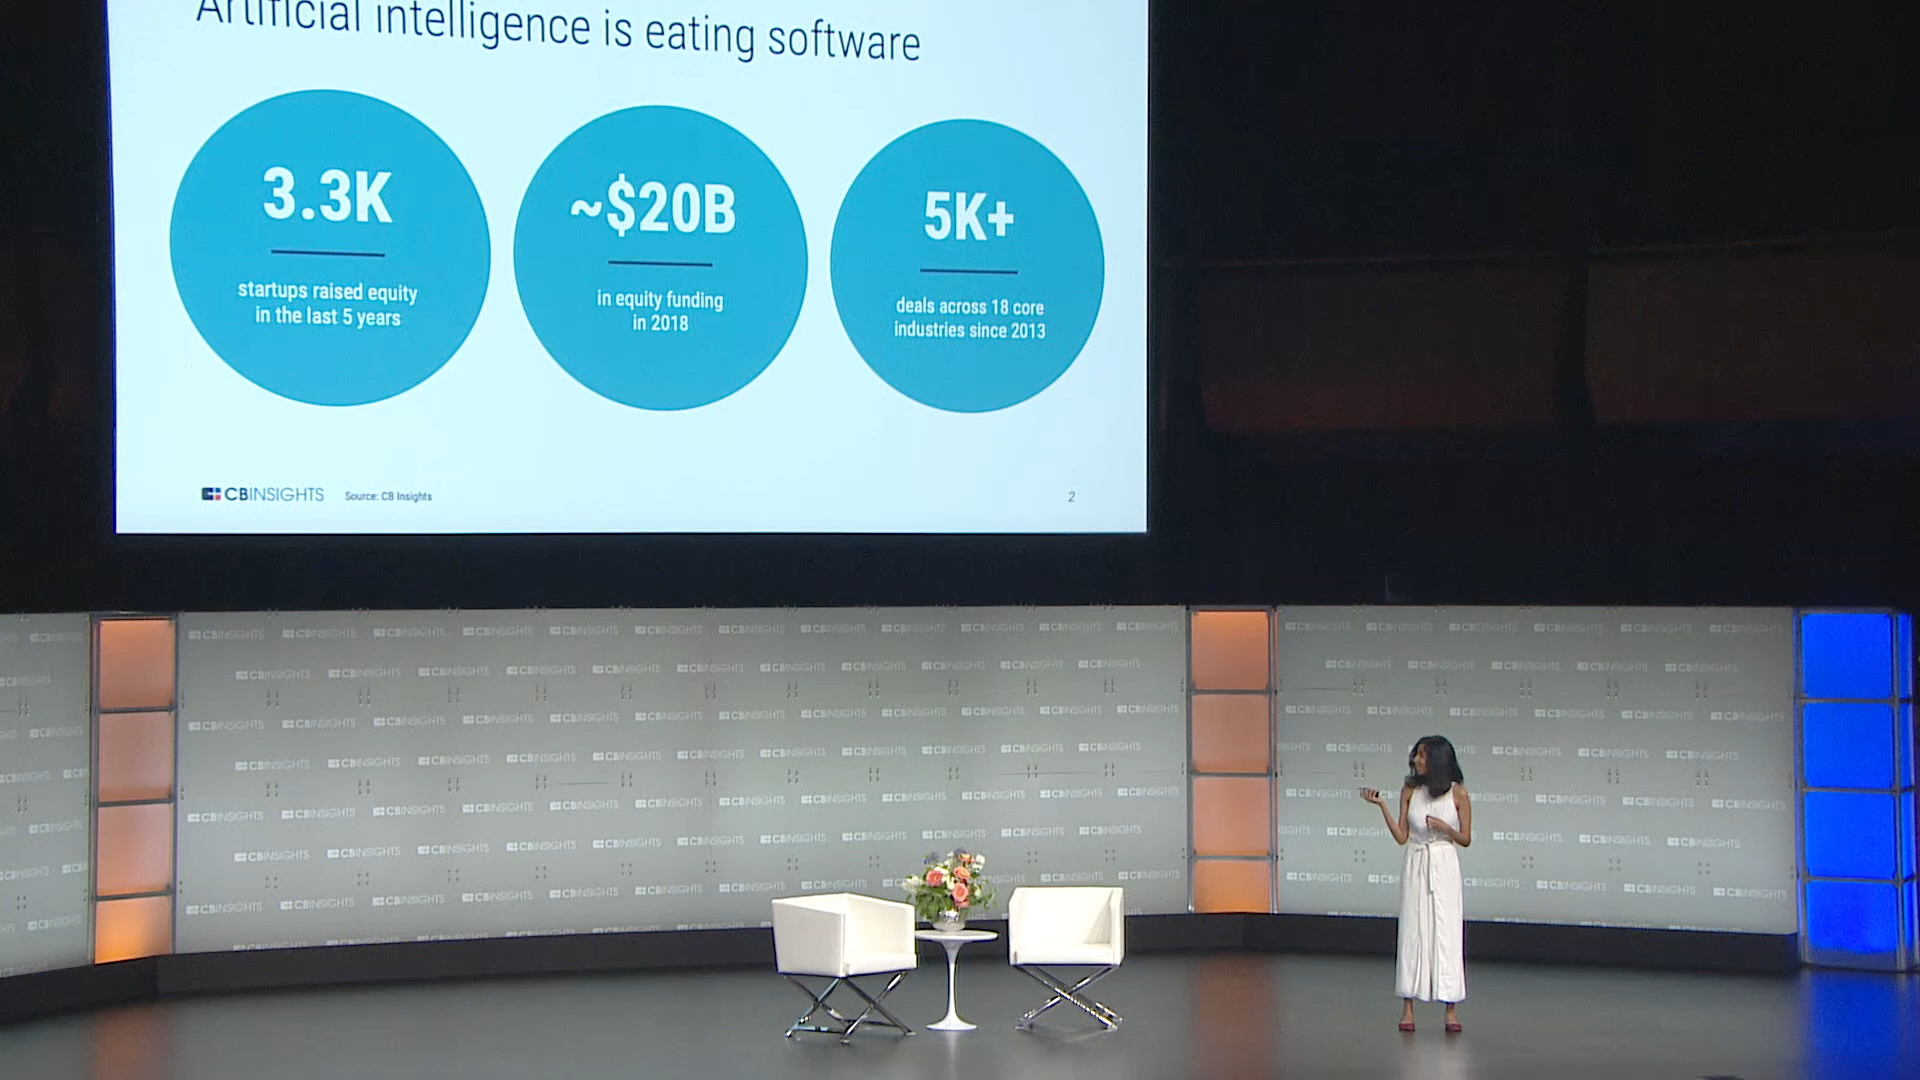 Artificial intelligence is eating software
3.3K
startups raised equity
in the last 5 years
~$20B
in equity funding
in 2018
5K+
deals across 18 core
industries since 2013
CBINSIGHTS Source: CB Insights 2
CBINSIGHTS